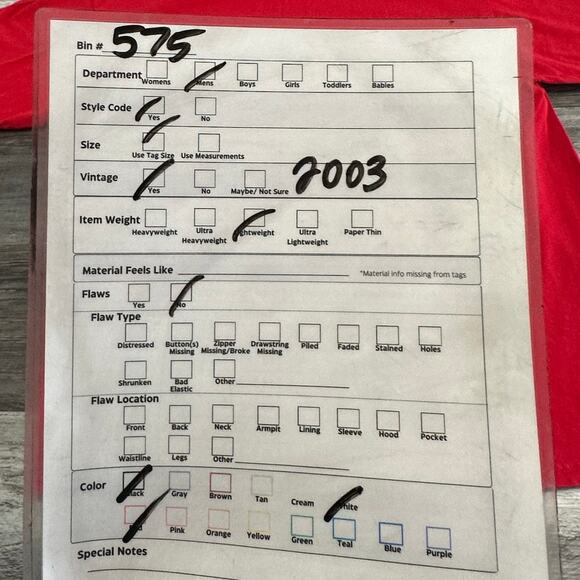 Bin # 575
Department Womens Mens Boys Girls Toddlers Babies
Style Code Yes No
Size Use Tag Size Use Measurements
Vintage Yes No Maybe/ Not Sure 2003
Item Weight Heavyweight Ultra Heavyweight Lightweight Ultra Lightweight Paper Thin
Material Feels Like *Material info missing from tags
Flaws Yes No
Flaw Type
Distressed Button(s) Missing Zipper Missing/Broke Drawstring Missing Piled Faded Stained Holes
Shrunken Bad Elastic Other
Flaw Location
Front Back Neck Armpit Lining Sleeve Hood Pocket
Waistline Legs Other
Color Black Gray Brown Tan Cream White
Red Pink Orange Yellow Green Teal Blue Purple
Special Notes